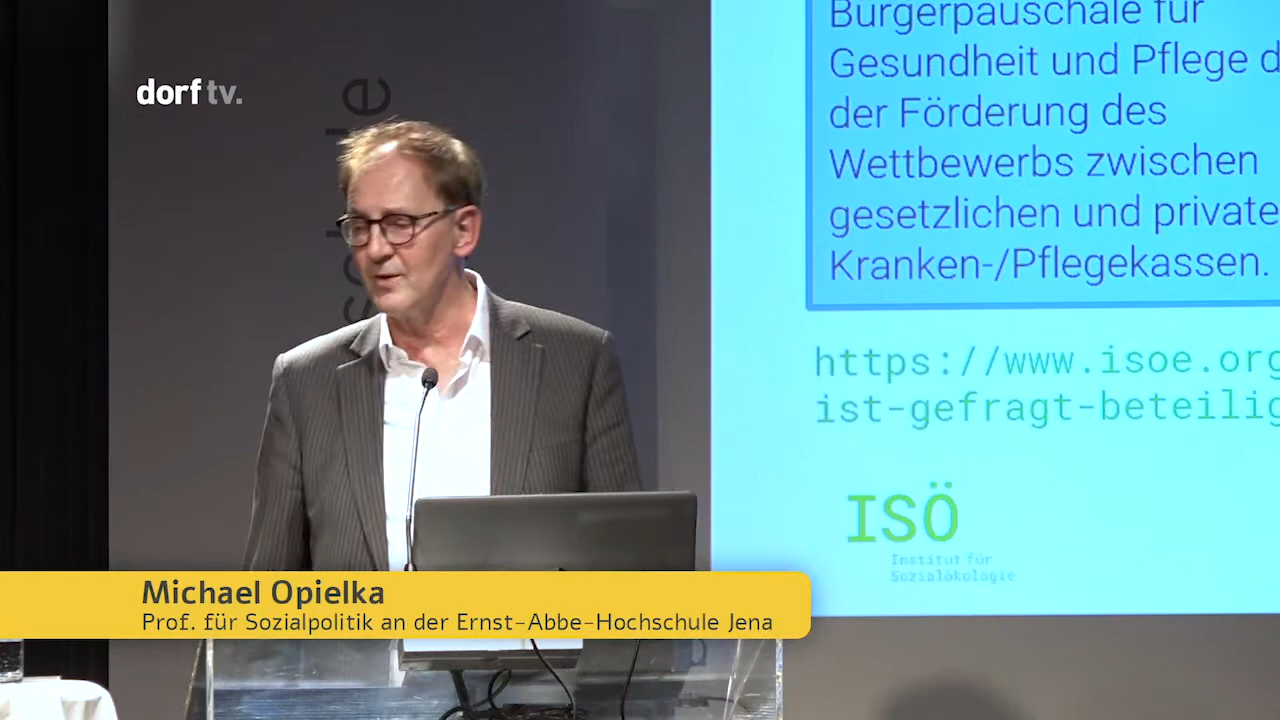 dorf tv.
Bürgerpauschale für
Gesundheit und Pflege
der Förderung des
Wettbewerbs zwischen
gesetzlichen und private
Kranken-/Pflegekassen.
https://www.isoe.org
ist-gefragt-beteilig
ISÖ
Institut für
Sozialökologie
Michael Opielka
Prof. für Sozialpolitik an der Ernst-Abbe-Hochschule Jena